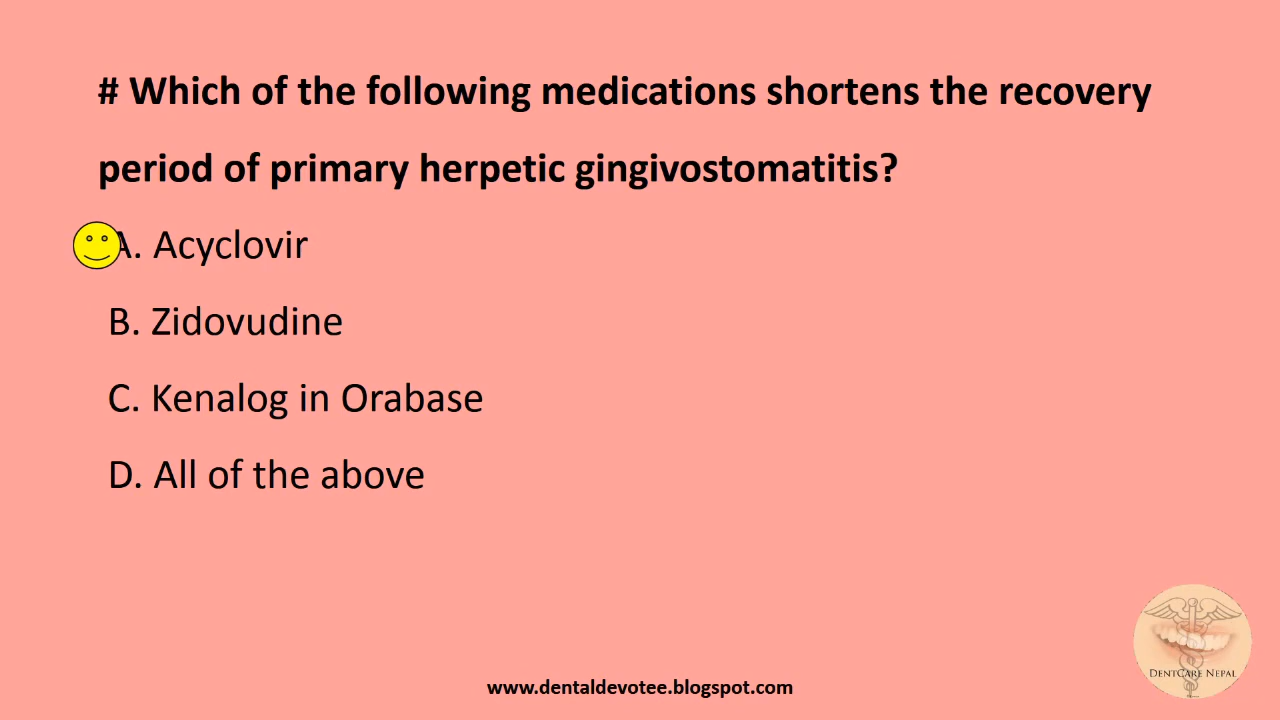 # Which of the following medications shortens the recovery
period of primary herpetic gingivostomatitis?
A. Acyclovir
B. Zidovudine
C. Kenalog in Orabase
D. All of the above
DentCare Nepal
www.dentaldevotee.blogspot.com